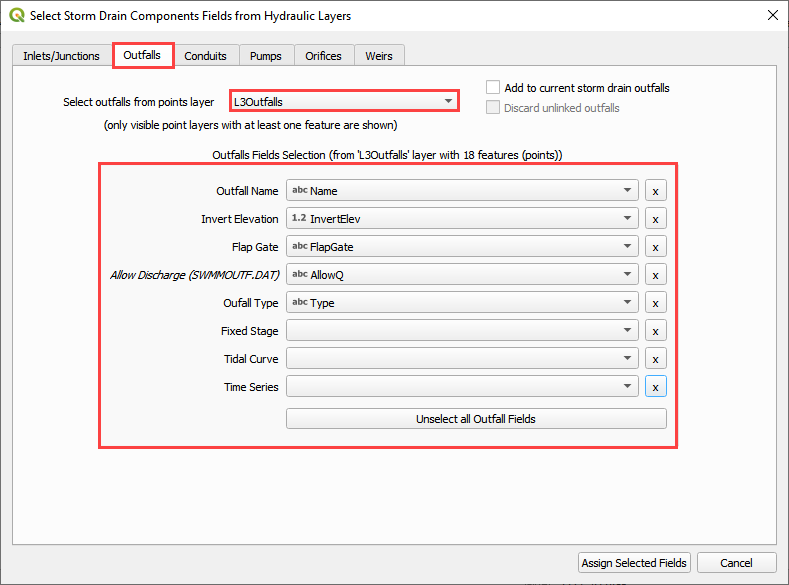 Select Storm Drain Components Fields from Hydraulic Layers
Inlets/Junctions Outfalls Conduits Pumps Orifices Weirs
Select outfalls from points layer L3Outfalls
Add to current storm drain outfalls
Discard unlinked outfalls
(only visible point layers with at least one feature are shown)
Outfalls Fields Selection (from 'L3Outfalls' layer with 18 features (points))
Outfall Name abc Name x
Invert Elevation 1.2 InvertElev x
Flap Gate abc FlapGate x
Allow Discharge (SWMMOUTF.DAT) abc AllowQ x
Oufall Type abc Type x
Fixed Stage x
Tidal Curve x
Time Series x
Unselect all Outfall Fields
Assign Selected Fields Cancel